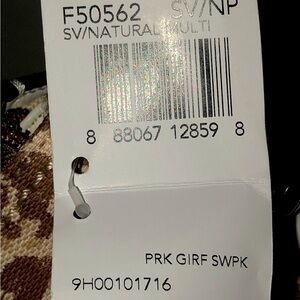 F50562 SV/NP
SV/NATURAL MULTI
8 88067 12859 8
PRK GIRF SWPK
9H00101716